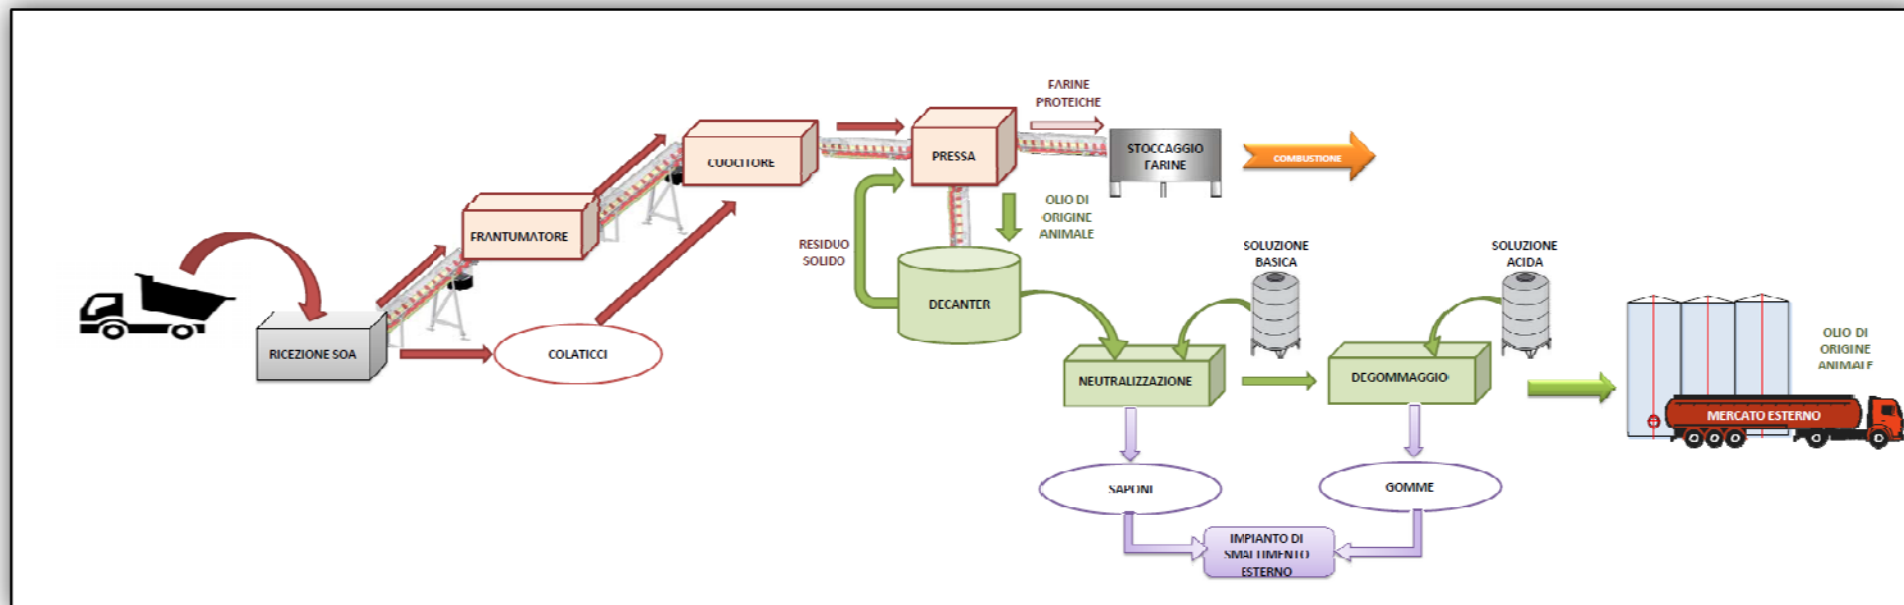 FARINE
PROTEICHE
CUOCITORE
PRESSA
STOCCAGGIO
FARINE
COMBUSTIONE
FRANTUMATORE
OLIO DI
ORIGINE
ANIMALE
RESIDUO
SOLIDO
SOLUZIONE
BASICA
SOLUZIONE
ACIDA
DECANTER
RICEZIONE SOA
COLATICCI
NEUTRALIZZAZIONE
DEGOMMAGGIO
OLIO DI
ORIGINE
ANIMALE
MERCATO ESTERNO
SAPONI
GOMME
IMPIANTO DI
SMALTIMENTO
ESTERNO